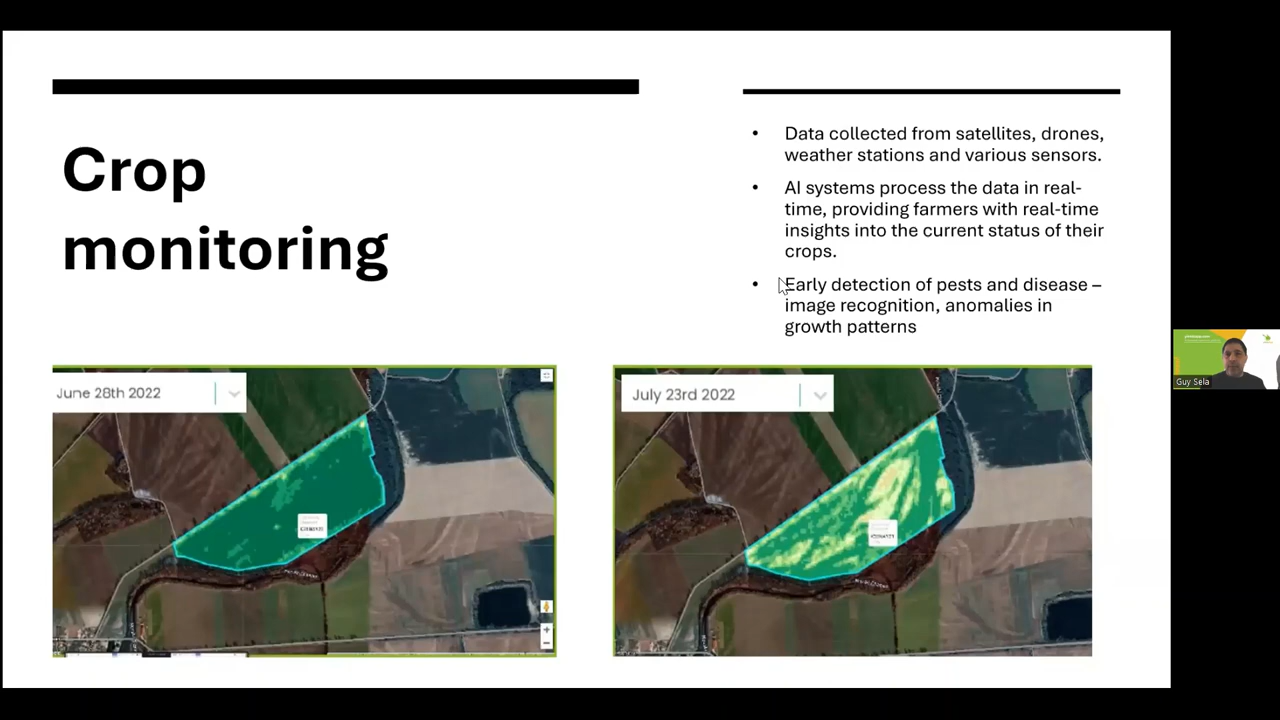 Crop
monitoring
• Data collected from satellites, drones,
weather stations and various sensors.
• AI systems process the data in real-
time, providing farmers with real-time
insights into the current status of their
crops.
• Early detection of pests and disease –
image recognition, anomalies in
growth patterns
June 28th 2022
July 23rd 2022
Guy Sela